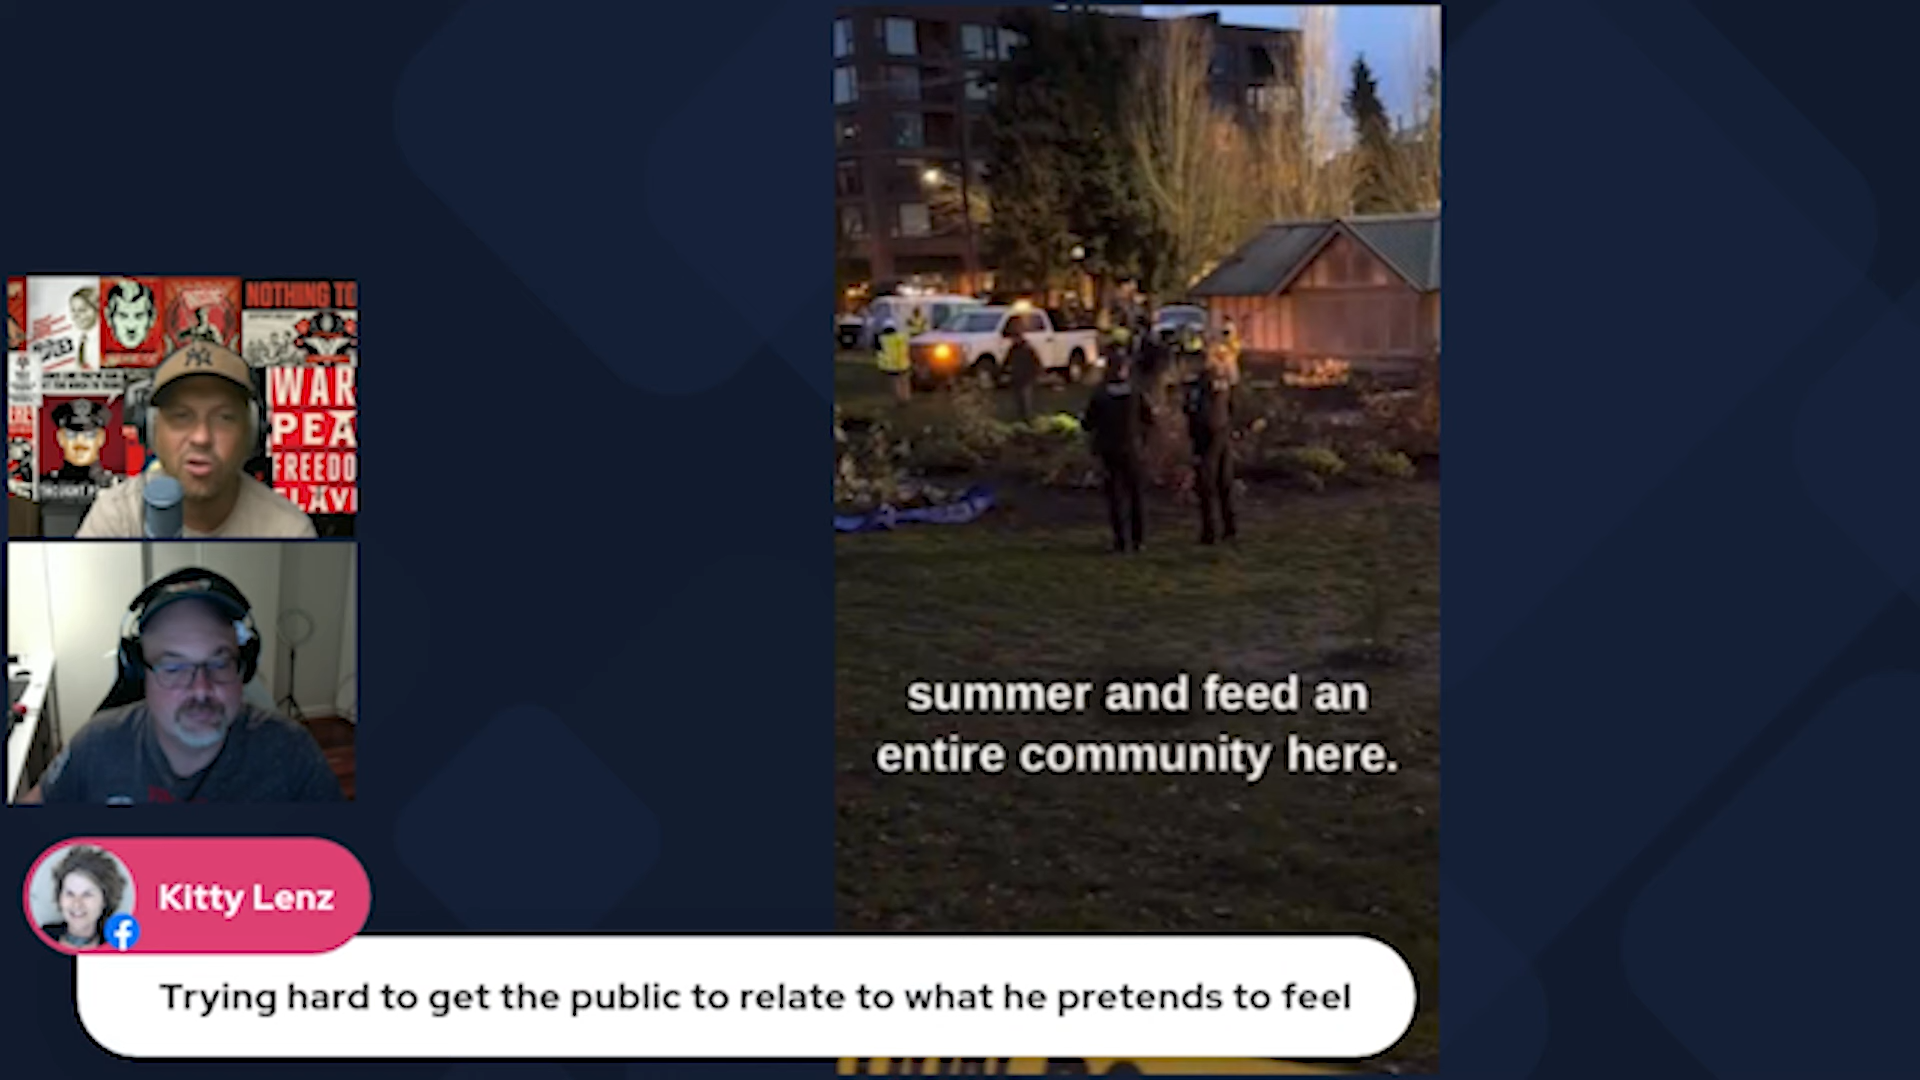 NOTHING TO
WAR
PEA
FREEDO
SLAVE
summer and feed an
entire community here.
Kitty Lenz
Trying hard to get the public to relate to what he pretends to feel